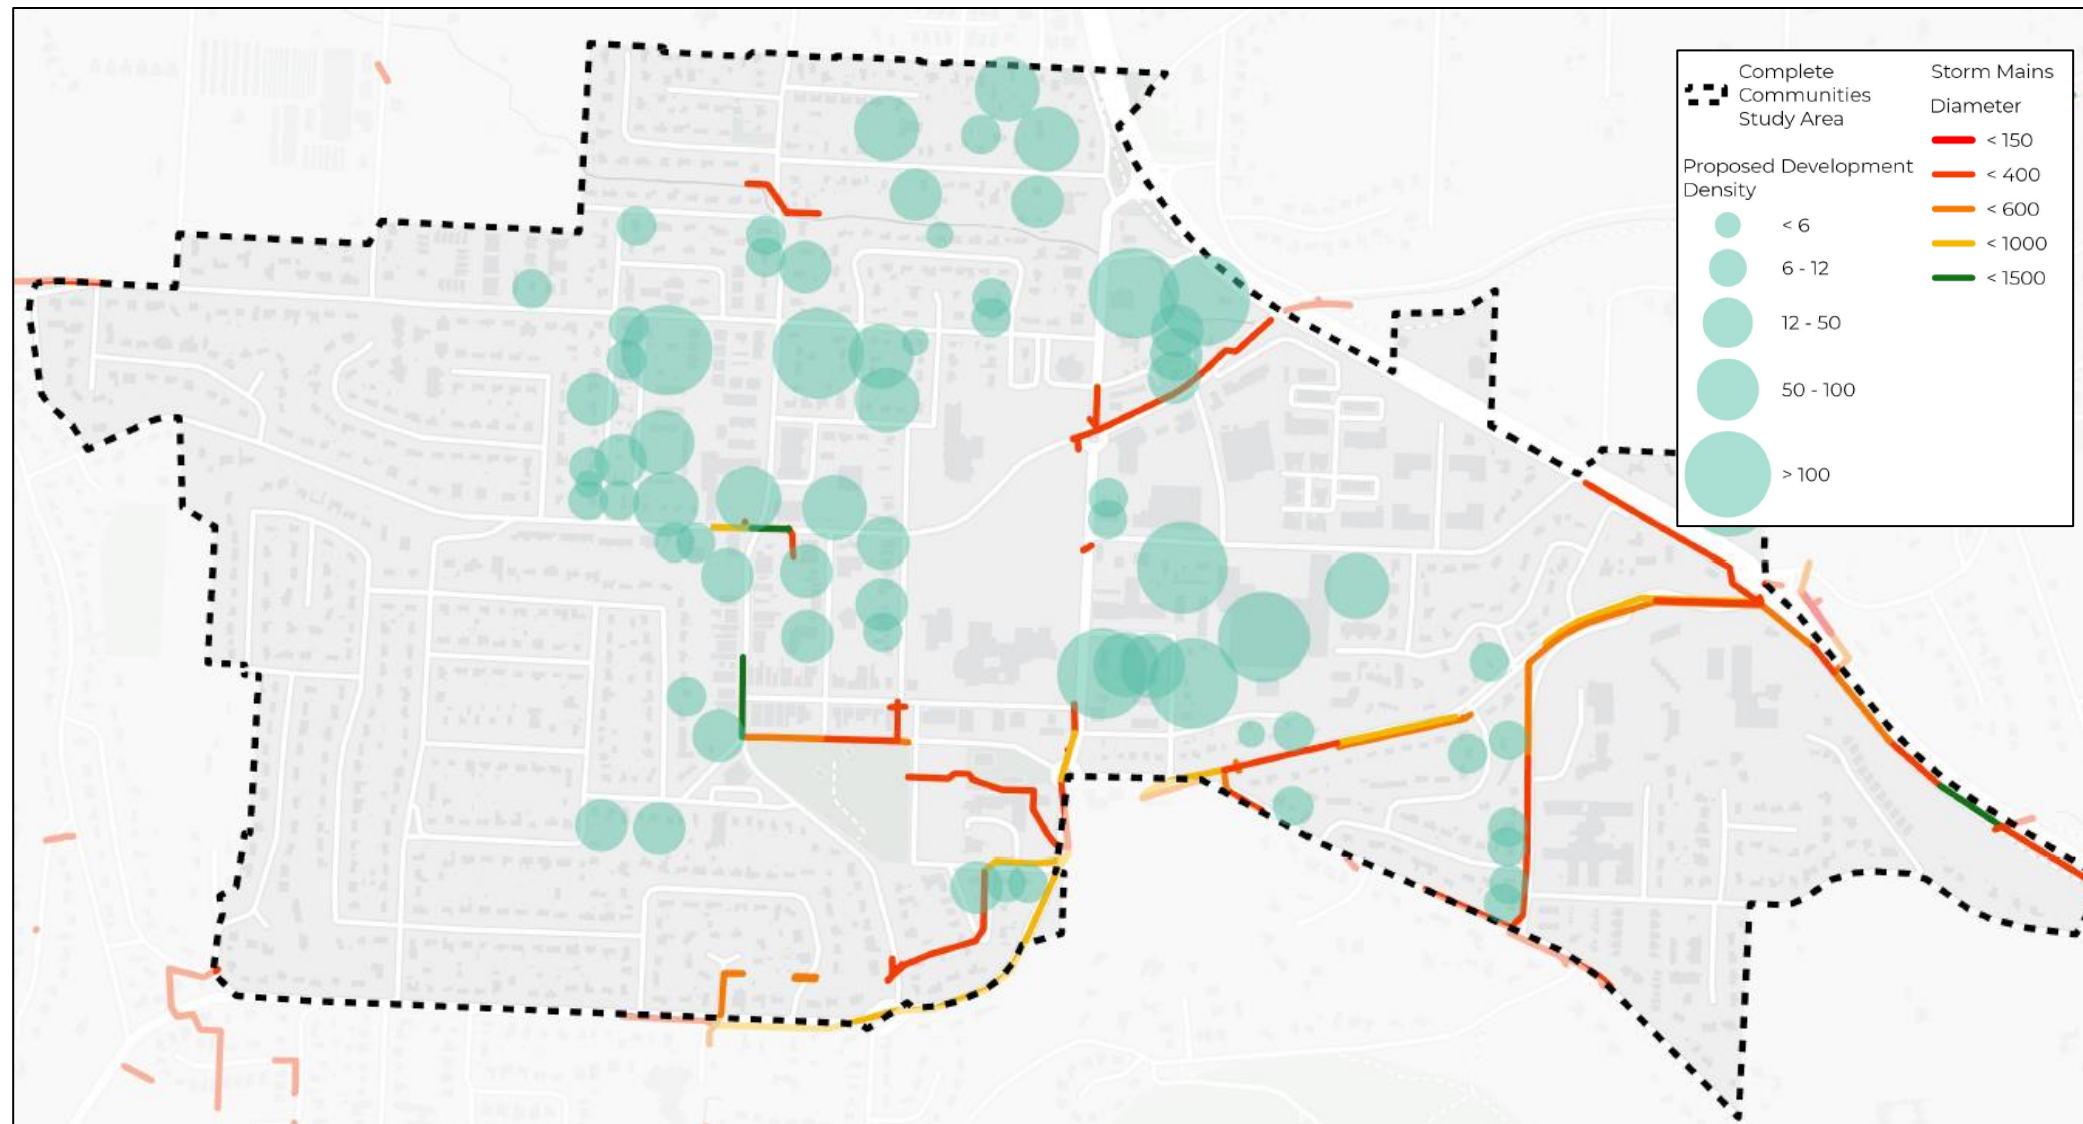 Complete
Communities
Study Area
Proposed Development
Density
< 6
6 - 12
12 - 50
50 - 100
> 100
Storm Mains
Diameter
< 150
< 400
< 600
< 1000
< 1500